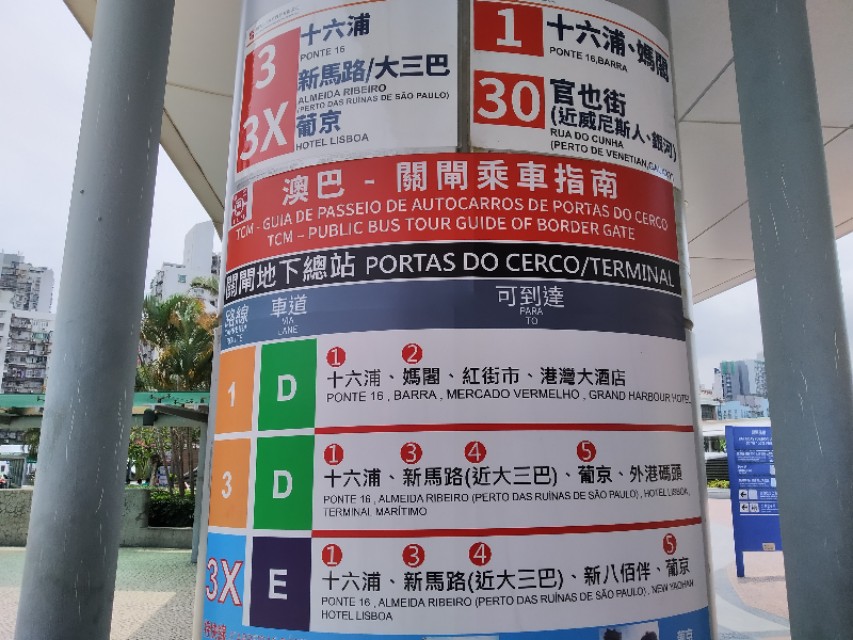 3
3X
十六浦
PONTE 16
新馬路/大三巴
ALMEIDA RIBEIRO
(PERTO DAS RUÍNAS DE SÃO PAULO)
葡京
HOTEL LISBOA
1
十六浦、媽閣
PONTE 16,BARRA
30
官也街
(近威尼斯人、銀河)
RUA DO CUNHA
(PERTO DE VENETIAN,GALAXY)
澳巴 - 關閘乘車指南
TCM - GUIA DE PASSEIO DE AUTOCARROS DE PORTAS DO CERCO
TCM – PUBLIC BUS TOUR GUIDE OF BORDER GATE
關閘地下總站 PORTAS DO CERCO/TERMINAL
路線 車道 可到達
ROUTE VIA PARA
LANE TO
1 D
1 2
十六浦、媽閣、紅街市、港灣大酒店
PONTE 16 , BARRA , MERCADO VERMELHO , GRAND HARBOUR HOTEL
3 D
1 3 4 5
十六浦、新馬路(近大三巴)、葡京、外港碼頭
PONTE 16 , ALMEIDA RIBEIRO (PERTO DAS RUÍNAS DE SÃO PAULO) , HOTEL LISBOA ,
TERMINAL MARÍTIMO
3X E
1 3 4 5
十六浦、新馬路(近大三巴)、新八佰伴、葡京
PONTE 16 , ALMEIDA RIBEIRO (PERTO DAS RUÍNAS DE SÃO PAULO) , NEW YAOHAN
HOTEL LISBOA